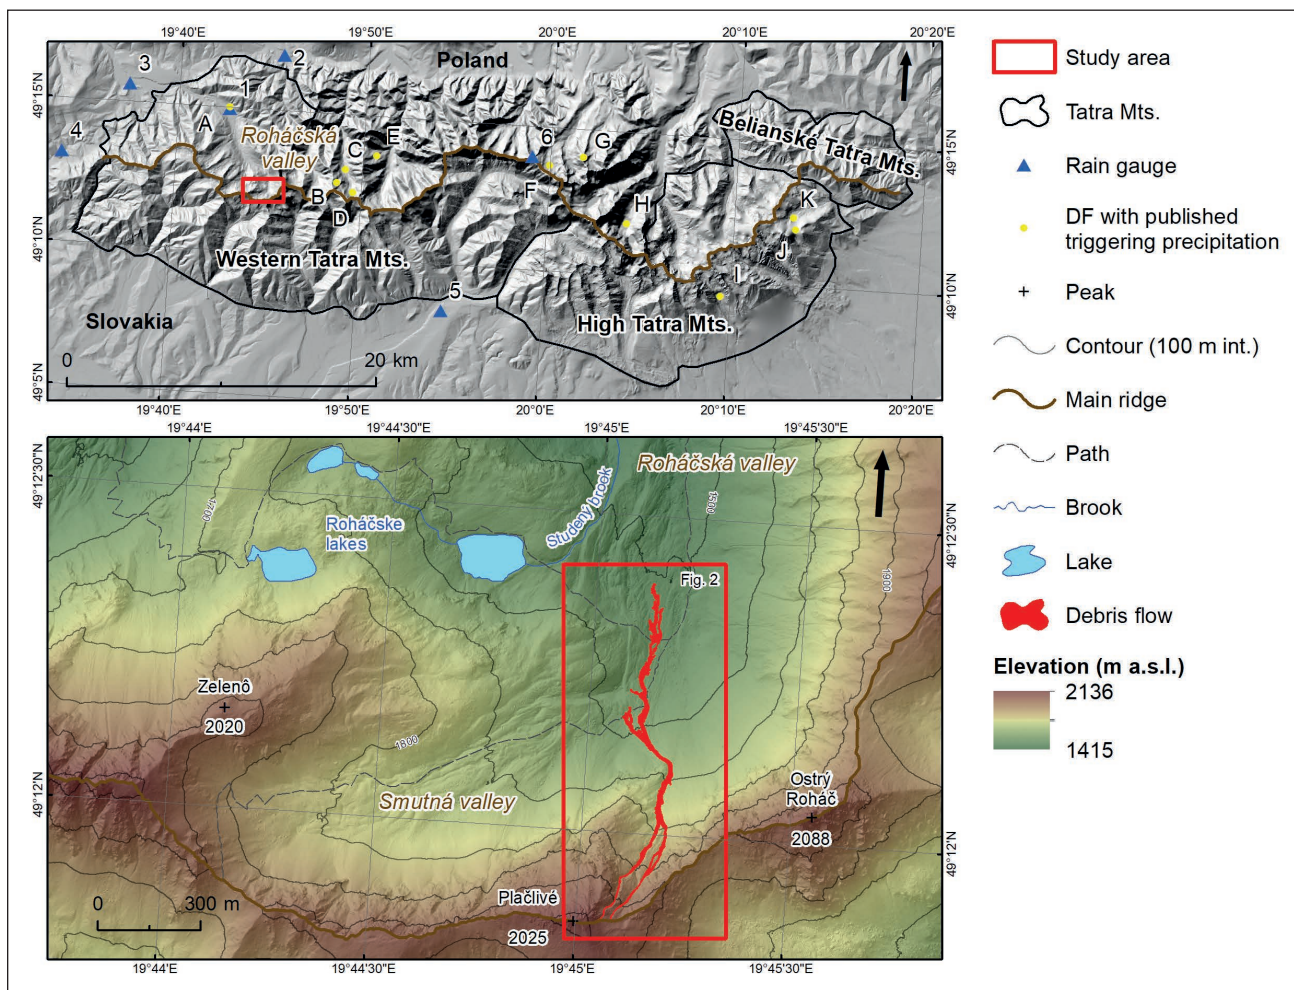 19°40'E
19°50'E
20°0'E
20°10'E
20°20'E
49°15'N
49°10'N
49°5'N
49°15'N
49°10'N
Poland
3
2
1
4
A
Roháčská
valley
C
E
B
D
6
G
F
H
Belianské Tatra Mts.
K
J
I
Western Tatra Mts.
5
High Tatra Mts.
Slovakia
0
20 km
19°40'E
19°50'E
20°0'E
20°10'E
20°20'E
19°44'E
19°44'30"E
19°45'E
19°45'30"E
49°12'30"N
49°12'N
49°12'30"N
49°12'N
Roháčská valley
Roháčske
lakes
Studený brook
1700
1500
1900
1800
Fig. 2
Zelenô
2020
Smutná valley
Ostrý
Roháč
2088
Plačlivé
2025
0
300 m
19°44'E
19°44'30"E
19°45'E
19°45'30"E
Study area
Tatra Mts.
Rain gauge
DF with published
triggering precipitation
Peak
Contour (100 m int.)
Main ridge
Path
Brook
Lake
Debris flow
Elevation (m a.s.l.)
2136
1415